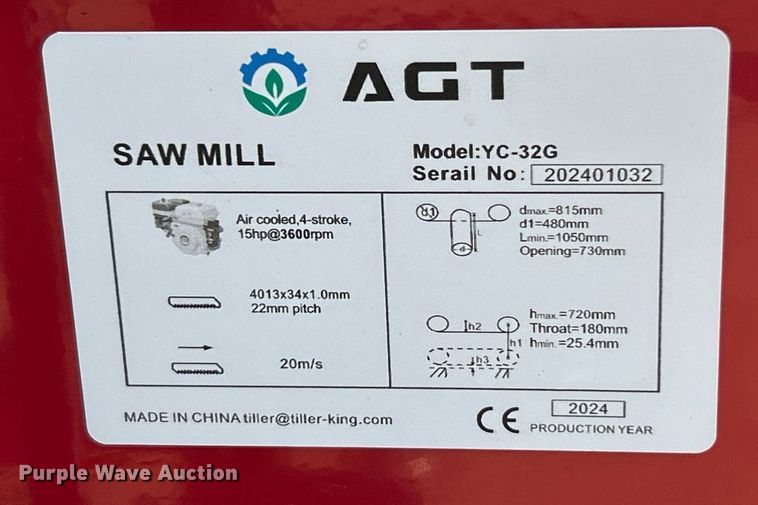 AGT
SAW MILL
Model:YC-32G
Serail No: 202401032
Air cooled,4-stroke,
15hp@3600rpm
4013x34x1.0mm
22mm pitch
20m/s
d1
L
d
dmax.=815mm
d1=480mm
Lmin.=1050mm
Opening=730mm
h2
h1
h3
hmax.=720mm
Throat=180mm
hmin.=25.4mm
MADE IN CHINA tiller@tiller-king.com
CE
2024
PRODUCTION YEAR
Purple Wave Auction